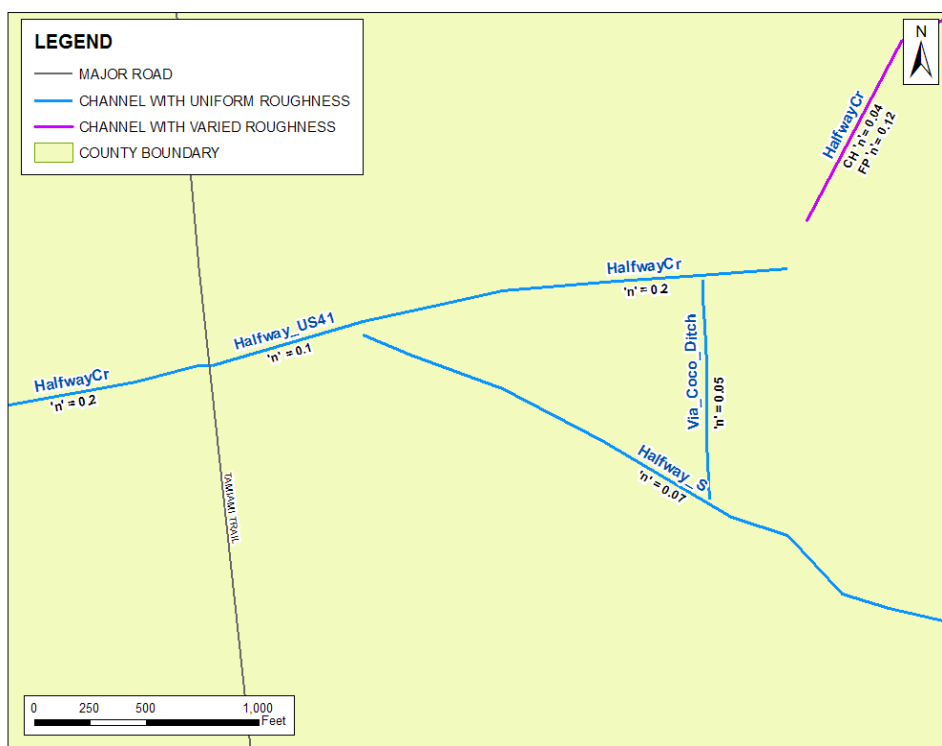 LEGEND
MAJOR ROAD
CHANNEL WITH UNIFORM ROUGHNESS
CHANNEL WITH VARIED ROUGHNESS
COUNTY BOUNDARY
N
HalfwayCr
CH 'n'= 0.04
FP 'n'= 0.12
HalfwayCr
'n' = 0.2
Halfway_US41
'n' = 0.1
HalfwayCr
'n' = 0.2
Via_Coco_Ditch
'n' = 0.05
Halfway_S
'n' = 0.07
TAMIAMI TRAIL
0 250 500 1,000
Feet